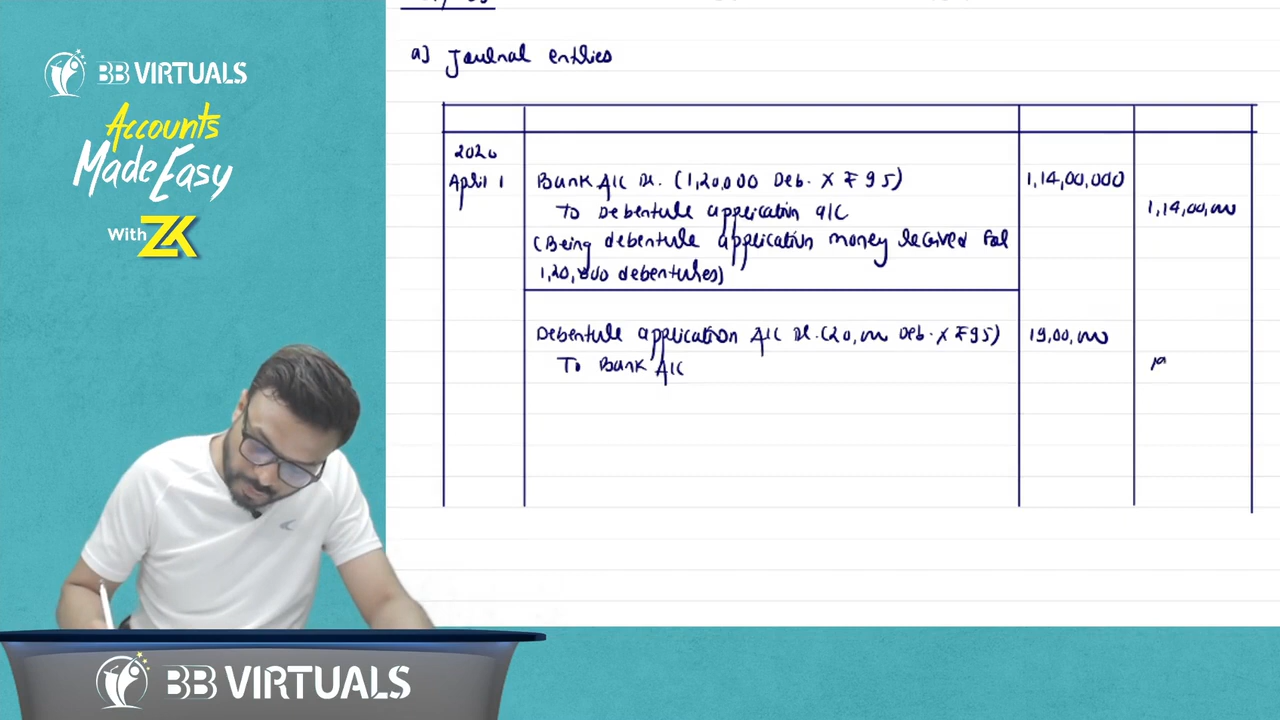 BB VIRTUALS
Accounts
Made Easy
With ZK
a] Journal entries
2020
April 1
Bank A/C Dr. (1,20,000 Deb. X ₹95)
1,14,00,000
To Debenture application a/c
1,14,00,000
(Being debenture application money received for
1,20,000 debentures)
Debenture application A/C Dr. (20,000 Deb. X ₹95)
19,00,000
To Bank A/C
BB VIRTUALS